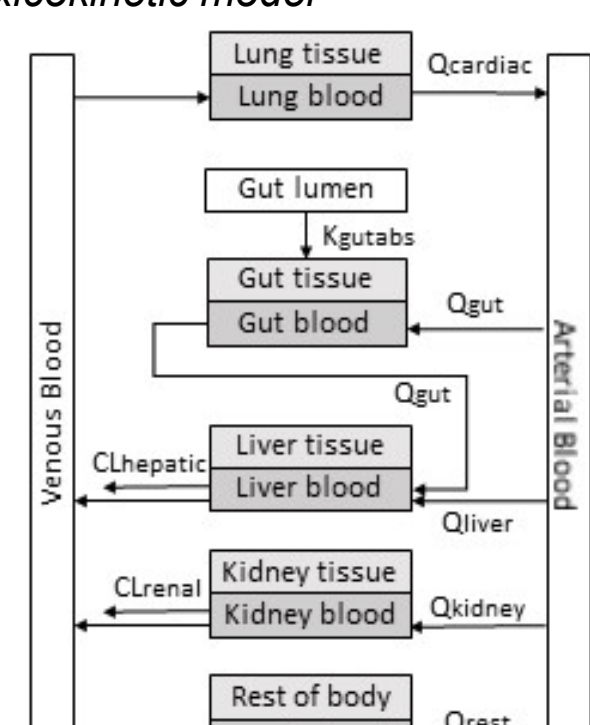 Lung tissue
Qcardiac
Lung blood
Gut lumen
Kgutabs
Gut tissue
Qgut
Gut blood
Venous Blood
Arterial Blood
Qgut
Liver tissue
CLhepatic
Liver blood
Qliver
Kidney tissue
CLrenal
Kidney blood
Qkidney
Rest of body
Qrest